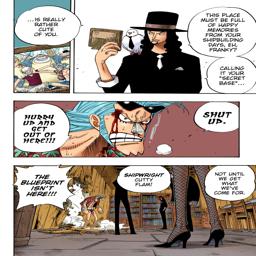 THIS PLACE
MUST BE FULL
OF HAPPY
MEMORIES
FROM YOUR
SHIPBUILDING
DAYS, EH,
FRANKY?
CALLING
IT YOUR
"SECRET
BASE"...
...IS REALLY
RATHER
CUTE
OF YOU.
SHUT
UP.
HURRY
UP AND
GET
OUT OF
HERE!!!
NOT UNTIL
WE GET
WHAT
WE'VE
COME FOR.
SHIPWRIGHT
CUTTY
FLAM!
THE
BLUEPRINT
ISN'T
HERE!!!